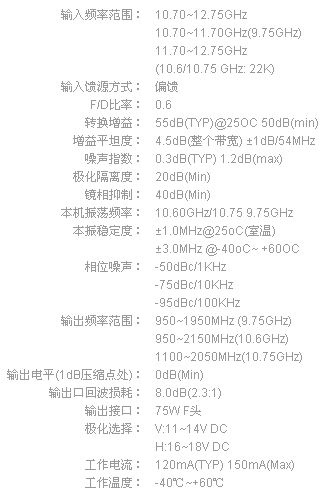 输入频率范围： 10.70~12.75GHz
10.70~11.70GHz(9.75GHz)
11.70~12.75GHz
(10.6/10.75 GHz: 22K)
输入馈源方式： 偏馈
F/D比率： 0.6
转换增益： 55dB(TYP)@25OC 50dB(min)
增益平坦度： 4.5dB(整个带宽) ±1dB/54MHz
噪声指数： 0.3dB(TYP) 1.2dB(max)
极化隔离度： 20dB(Min)
镜相抑制： 40dB(Min)
本机振荡频率： 10.60GHz/10.75 9.75GHz
本振稳定度： ±1.0MHz@25oC(室温)
±3.0MHz @-40oC~ +60OC
相位噪声： -50dBc/1KHz
-75dBc/10KHz
-95dBc/100KHz
输出频率范围： 950~1950MHz (9.75GHz)
950~2150MHz(10.6GHz)
1100~2050MHz(10.75GHz)
输出电平(1dB压缩点处)： 0dB(Min)
输出口回波损耗： 8.0dB(2.3:1)
输出接口： 75W F头
极化选择： V:11~14V DC
H:16~18V DC
工作电流： 120mA(TYP) 150mA(Max)
工作温度： -40℃~+60℃